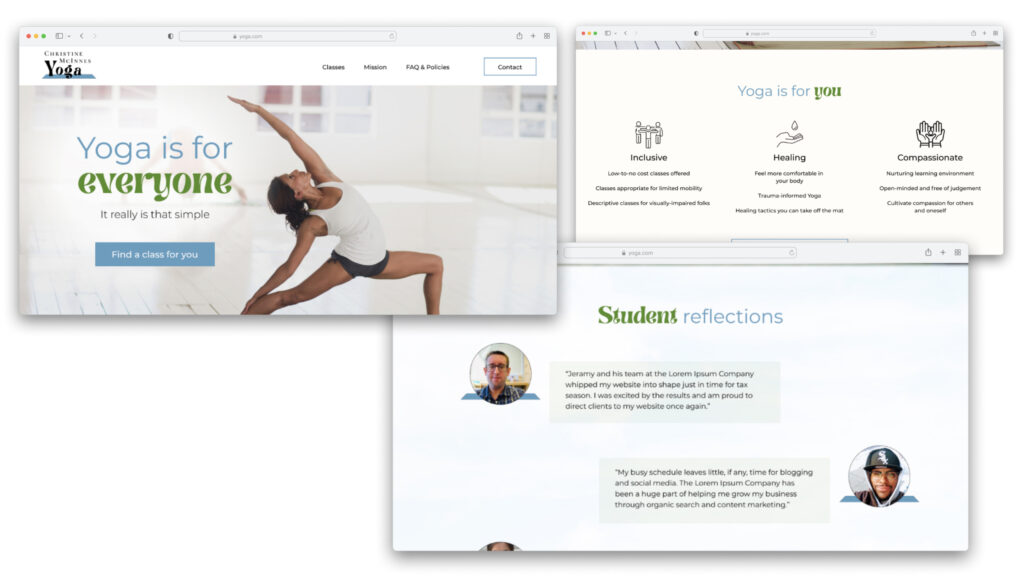 yoga.com
CHRISTINE
MCINNES
Yoga
Classes
Mission
FAQ & Policies
Contact
Yoga is for
everyone
It really is that simple
Find a class for you
yoga.com
Yoga is for you
Inclusive
Low-to-no cost classes offered
Classes appropriate for limited mobility
Descriptive classes for visually-impaired folks
Healing
Feel more comfortable in
your body
Trauma-informed Yoga
Healing tactics you can take off the mat
Compassionate
Nurturing learning environment
Open-minded and free of judgement
Cultivate compassion for others
and oneself
yoga.com
Student reflections
“Jeramy and his team at the Lorem Ipsum Company
whipped my website into shape just in time for tax
season. I was excited by the results and am proud to
direct clients to my website once again.”
“My busy schedule leaves little, if any, time for blogging
and social media. The Lorem Ipsum Company has
been a huge part of helping me grow my business
through organic search and content marketing.”